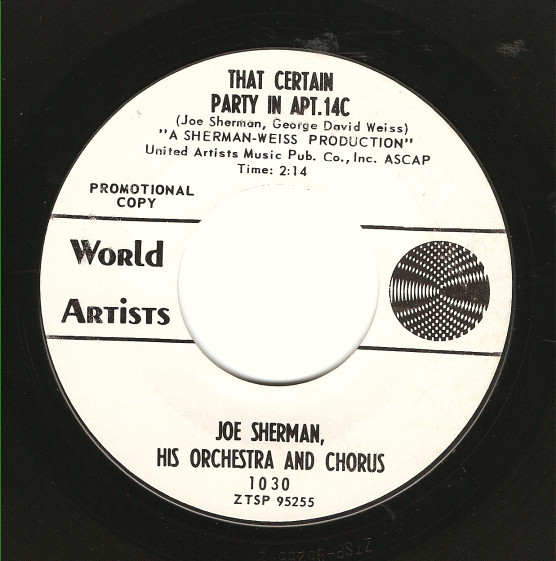 THAT CERTAIN
PARTY IN APT.14C
(Joe Sherman, George David Weiss)
"A SHERMAN-WEISS PRODUCTION"
United Artists Music Pub. Co., Inc. ASCAP
Time: 2:14
PROMOTIONAL
COPY
World
Artists
JOE SHERMAN,
HIS ORCHESTRA AND CHORUS
1030
ZTSP 95255